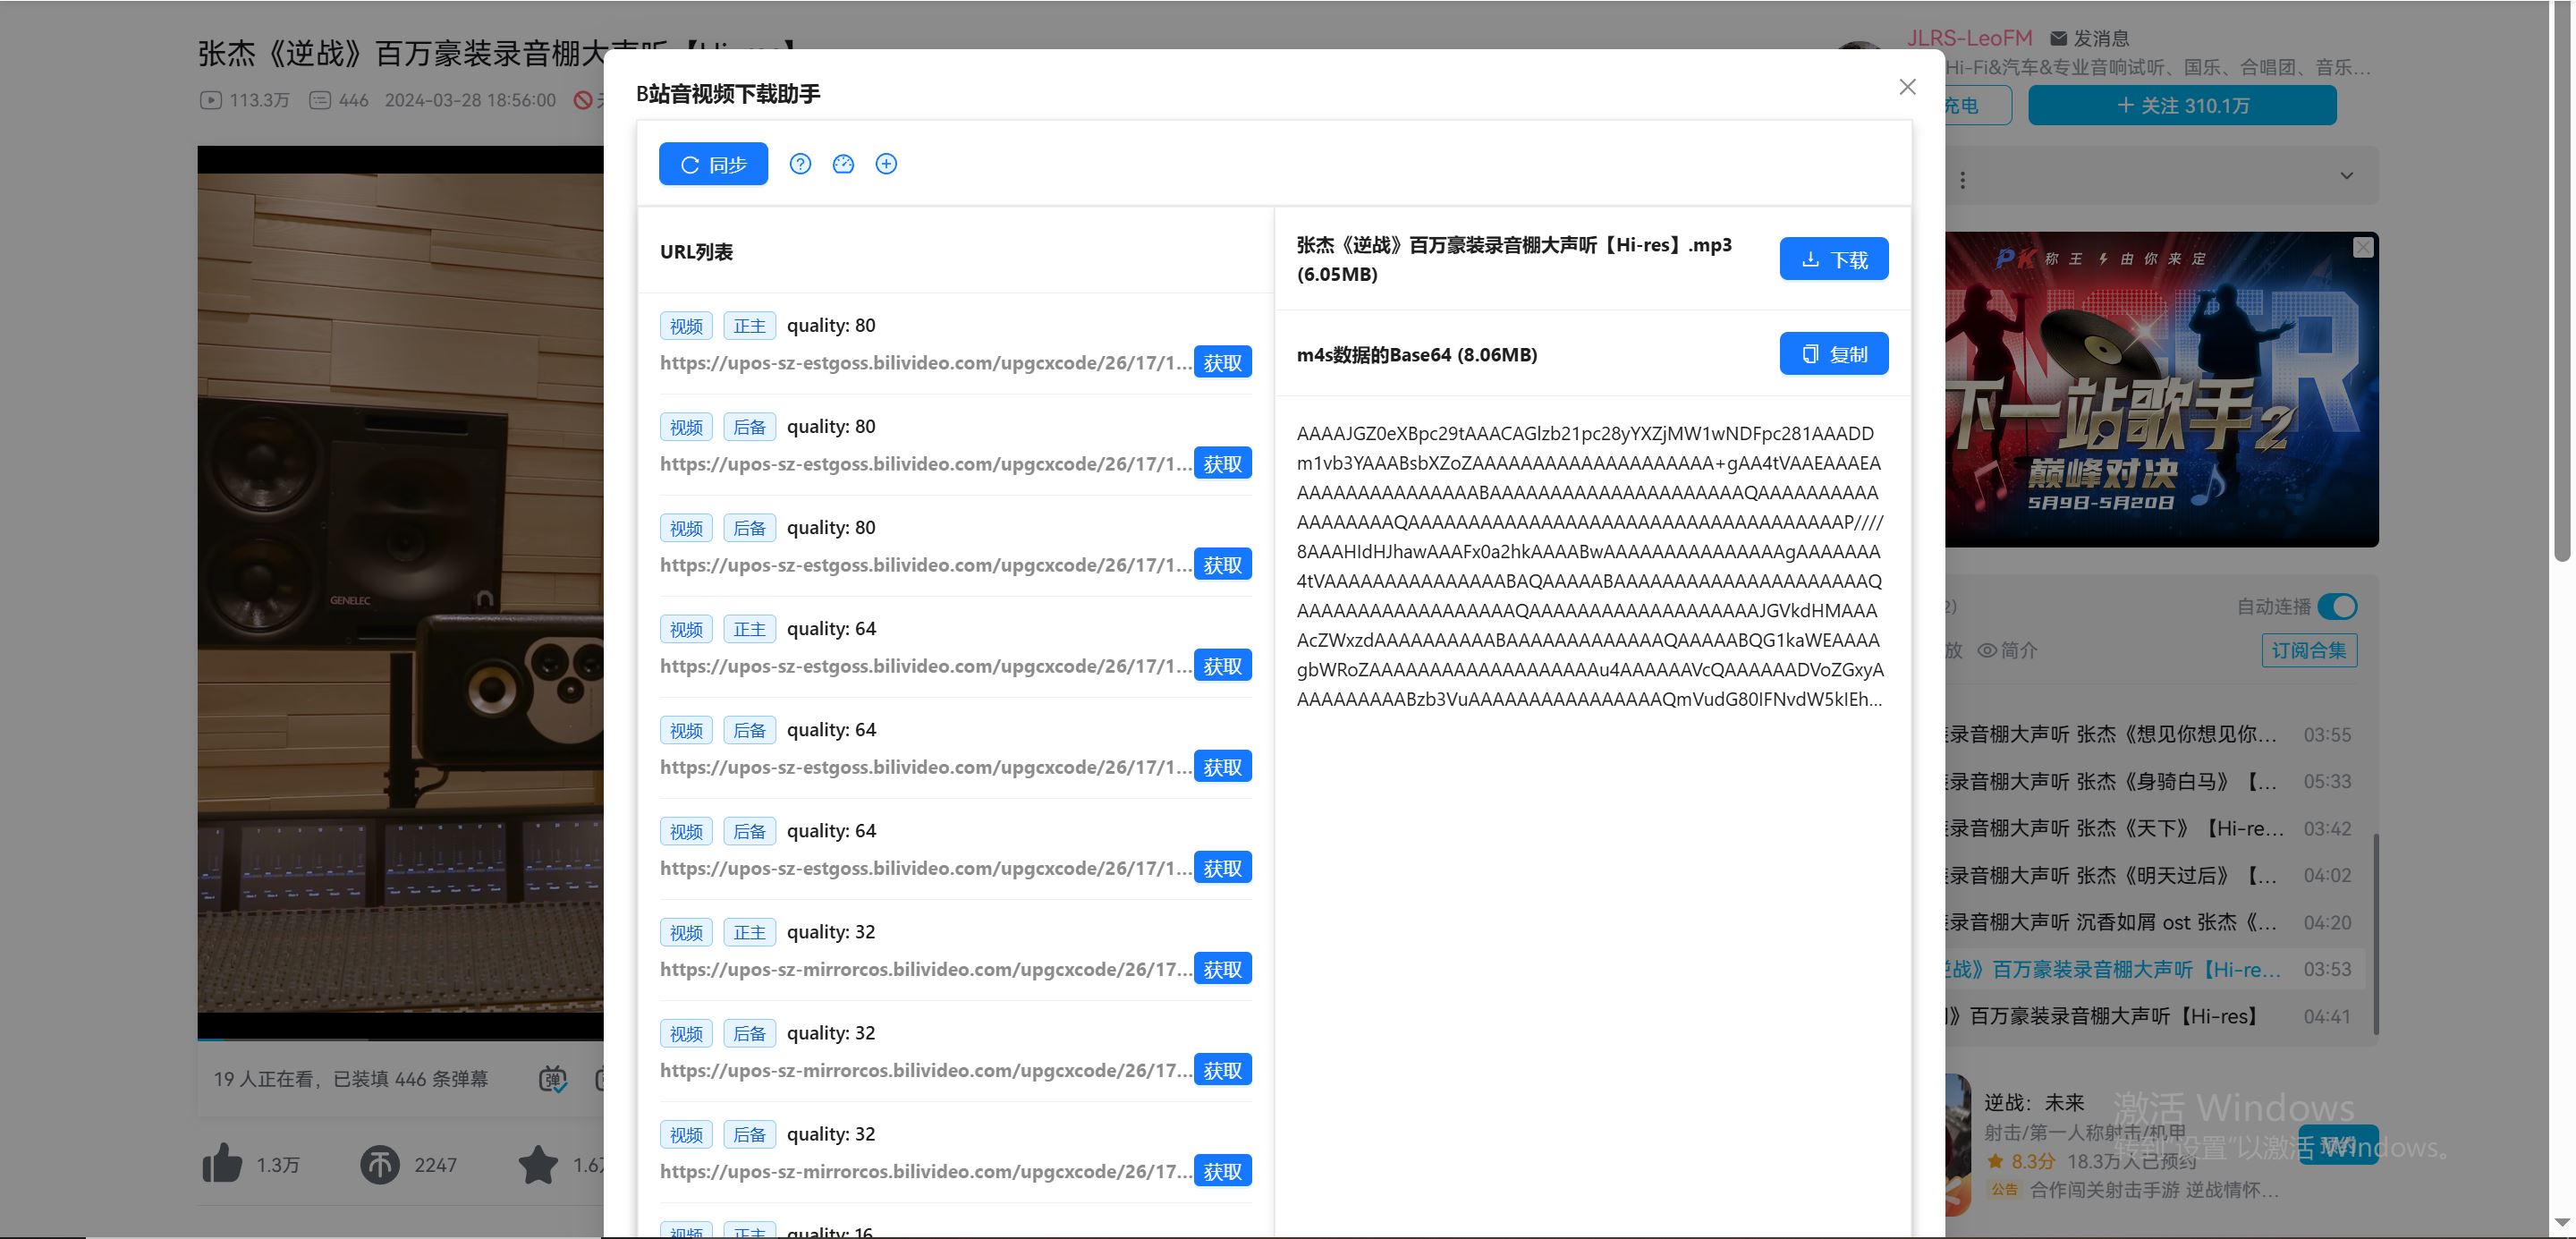 张杰《逆战》百万豪装录音棚大声听【Hi-res】
113.3万 446 2024-03-28 18:56:00
JLRS-LeoFM 发消息
Hi-Fi&汽车&专业音响试听、国乐、合唱团、音乐...
充电
+ 关注 310.1万
B站音视频下载助手
同步
URL列表
视频 正主 quality: 80
https://upos-sz-estgoss.bilivideo.com/upgcxcode/26/17/1... 获取
视频 后备 quality: 80
https://upos-sz-estgoss.bilivideo.com/upgcxcode/26/17/1... 获取
视频 后备 quality: 80
https://upos-sz-estgoss.bilivideo.com/upgcxcode/26/17/1... 获取
视频 正主 quality: 64
https://upos-sz-estgoss.bilivideo.com/upgcxcode/26/17/1... 获取
视频 后备 quality: 64
https://upos-sz-estgoss.bilivideo.com/upgcxcode/26/17/1... 获取
视频 后备 quality: 64
https://upos-sz-estgoss.bilivideo.com/upgcxcode/26/17/1... 获取
视频 正主 quality: 32
https://upos-sz-mirrorcos.bilivideo.com/upgcxcode/26/17... 获取
视频 后备 quality: 32
https://upos-sz-mirrorcos.bilivideo.com/upgcxcode/26/17... 获取
视频 后备 quality: 32
https://upos-sz-mirrorcos.bilivideo.com/upgcxcode/26/17... 获取
视频 正主 quality: 16
张杰《逆战》百万豪装录音棚大声听【Hi-res】.mp3
(6.05MB)
下载
m4s数据的Base64 (8.06MB)
复制
AAAAJGZ0eXBpc29tAAACAGlzb21pc28yYXZjMW1wNDFpc281AAADD
GENELEC
19 人正在看，已装填 446 条弹幕
1.3万 2247
PK 称王 由你来定
下一站歌手2
巅峰对决
5月9日-5月20日
自动连播
放 简介
订阅合集
录音棚大声听 张杰《想见你想见你... 03:55
录音棚大声听 张杰《身骑白马》【... 05:33
录音棚大声听 张杰《天下》【Hi-re... 03:42
录音棚大声听 张杰《明天过后》【... 04:02
录音棚大声听 沉香如屑 ost 张杰《... 04:20
逆战》百万豪装录音棚大声听【Hi-re... 03:53
》百万豪装录音棚大声听【Hi-res】 04:41
逆战：未来
射击/第一人称射击/机甲
8.3分 18.3万人已预约
预约
公告 合作闯关射击手游 逆战情怀...
激活 Windows
转到"设置"以激活 Windows。